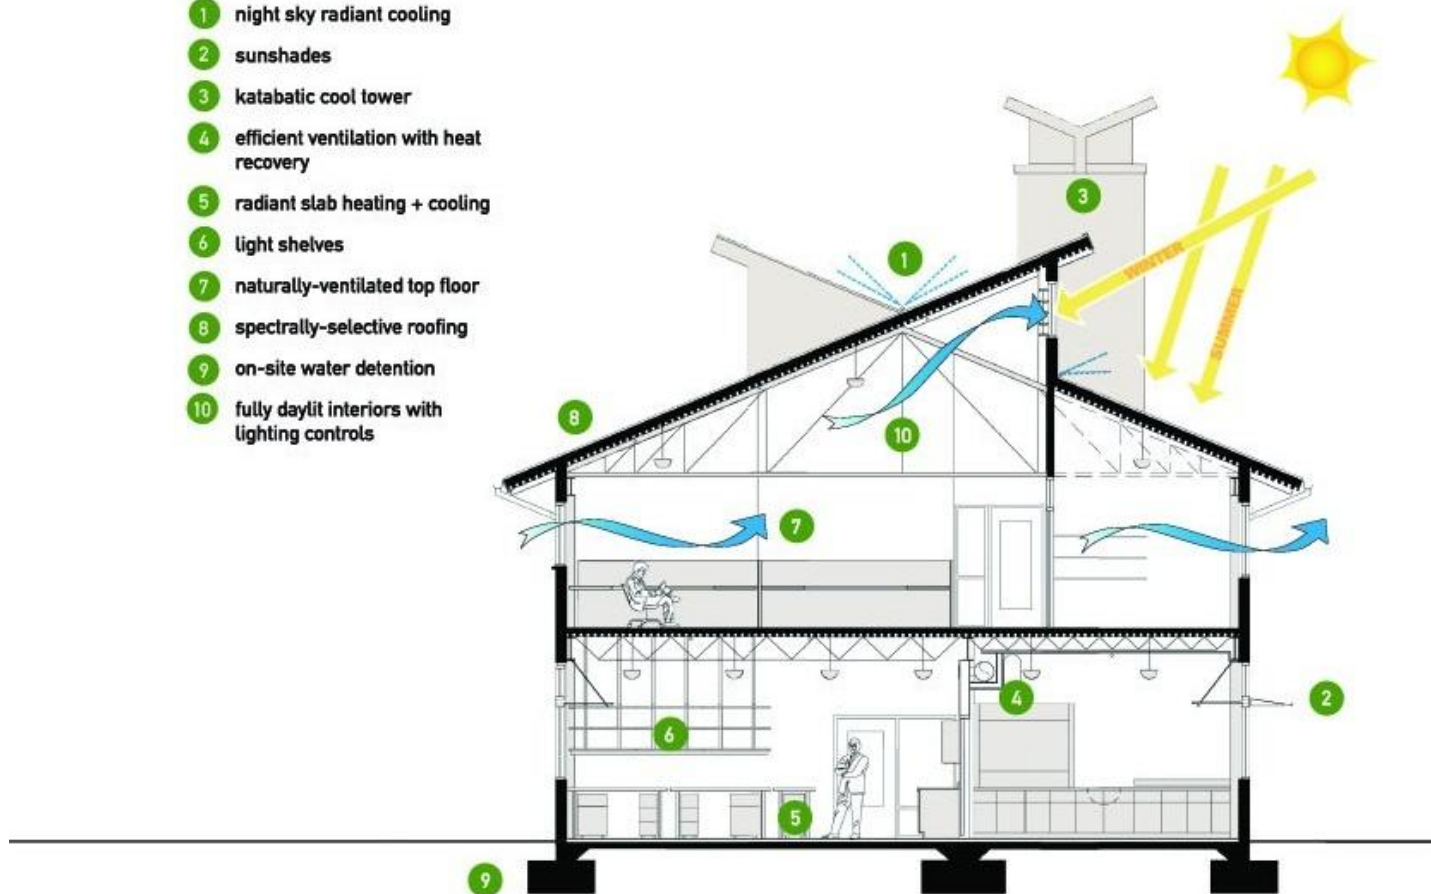 1 night sky radiant cooling
2 sunshades
3 katabatic cool tower
4 efficient ventilation with heat
recovery
5 radiant slab heating + cooling
6 light shelves
7 naturally-ventilated top floor
8 spectrally-selective roofing
9 on-site water detention
10 fully daylit interiors with
lighting controls
3
1
WINTER
SUMMER
8
10
7
4
2
6
5
9